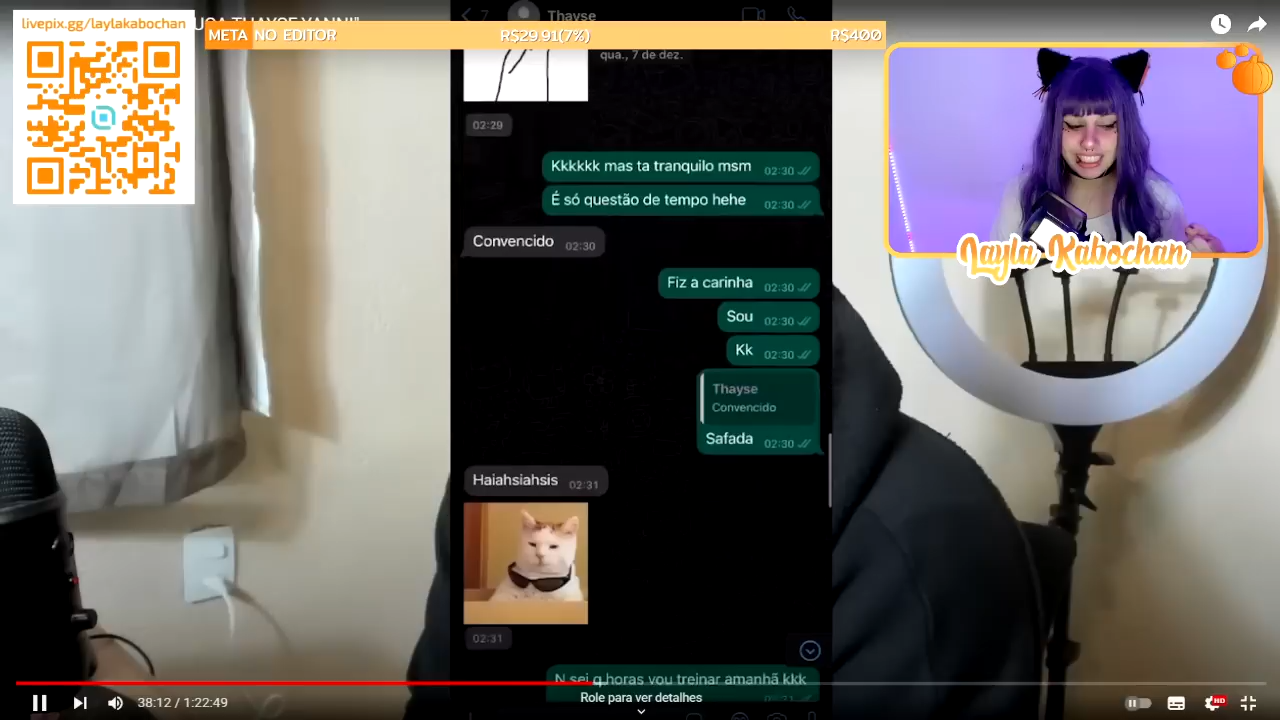 livepix.gg/laylakabochan
META NO EDITOR
R$29 91(7%)
R$400
7
Thayse
qua., 7 de dez.
02:29
Kkkkkk mas ta tranquilo msm 02:30
É só questão de tempo hehe 02:30
Convencido 02:30
Fiz a carinha 02:30
Sou 02:30
Kk 02:30
Thayse
Convencido
Safada 02:30
Haiahsiahsis 02:31
02:31
N sei q horas vou treinar amanhã kkk
Layla Kabochan
38:12 / 1:22:49
Role para ver detalhes
HD